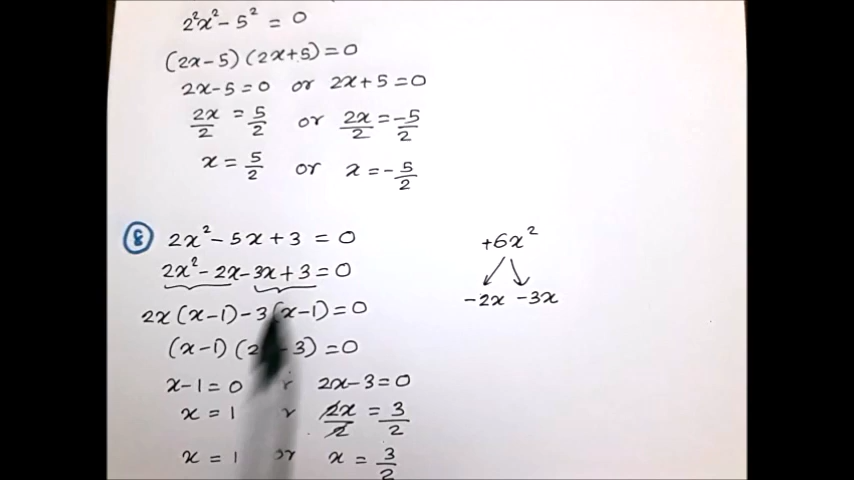 2²x² - 5² = 0
(2x-5) (2x+5) = 0
2x-5 = 0 or 2x+5 = 0
2x/2 = 5/2 or 2x/2 = -5/2
x = 5/2 or x = -5/2
8 2x² - 5x + 3 = 0
+6x²
2x² - 2x - 3x + 3 = 0
-2x -3x
2x (x-1) - 3 (x-1) = 0
(x-1) (2 - 3) = 0
x-1 = 0 2x-3 = 0
x = 1 2x/2 = 3/2
x = 1 or x = 3/2